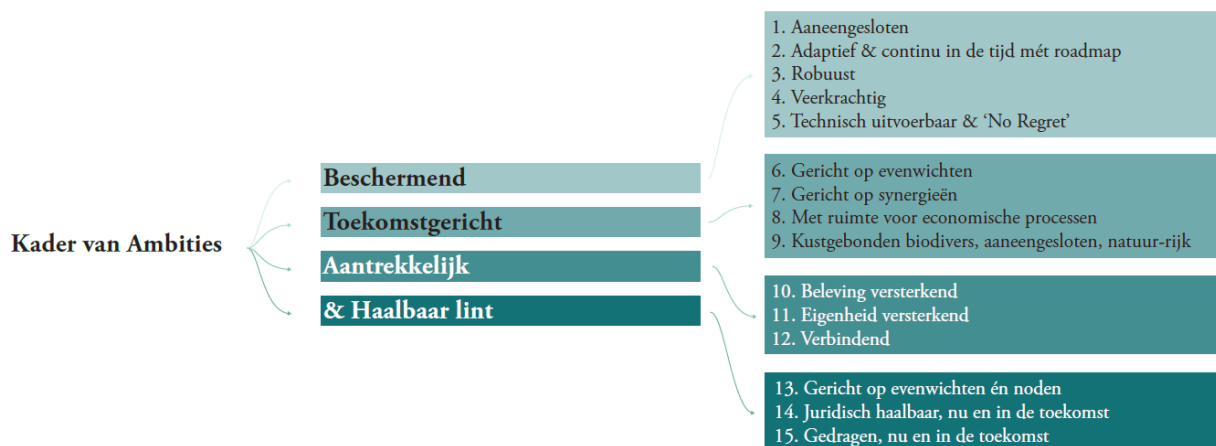 Kader van Ambities
Beschermend
Toekomstgericht
Aantrekkelijk
& Haalbaar lint
1. Aaneengesloten
2. Adaptief & continu in de tijd mét roadmap
3. Robuust
4. Veerkrachtig
5. Technisch uitvoerbaar & ‘No Regret’
6. Gericht op evenwichten
7. Gericht op synergieën
8. Met ruimte voor economische processen
9. Kustgebonden biodivers, aaneengesloten, natuur-rijk
10. Beleving versterkend
11. Eigenheid versterkend
12. Verbindend
13. Gericht op evenwichten én noden
14. Juridisch haalbaar, nu en in de toekomst
15. Gedragen, nu en in de toekomst